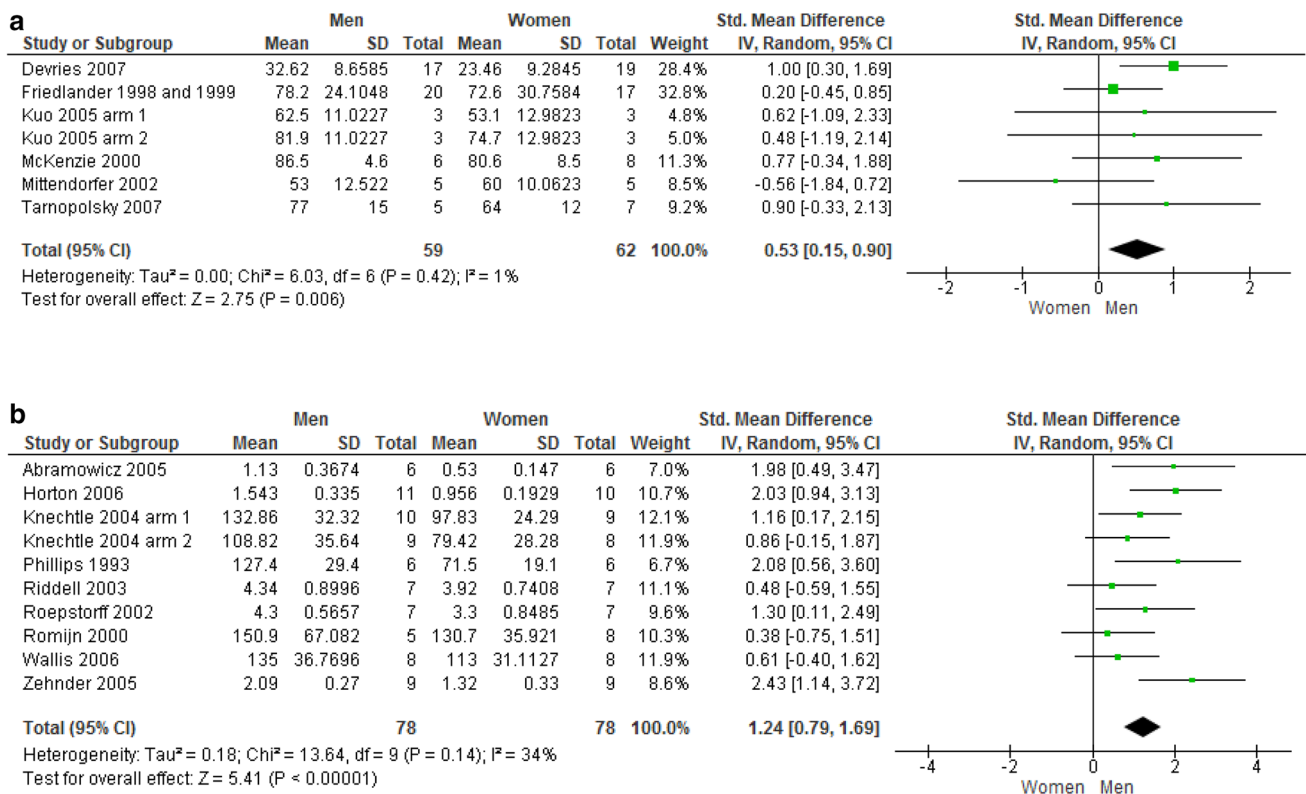 a
Men Women Std. Mean Difference Std. Mean Difference
Study or Subgroup Mean SD Total Mean SD Total Weight IV, Random, 95% CI IV, Random, 95% CI
Devries 2007 32.62 8.6585 17 23.46 9.2845 19 28.4% 1.00 [0.30, 1.69]
Friedlander 1998 and 1999 78.2 24.1048 20 72.6 30.7584 17 32.8% 0.20 [-0.45, 0.85]
Kuo 2005 arm 1 62.5 11.0227 3 53.1 12.9823 3 4.8% 0.62 [-1.09, 2.33]
Kuo 2005 arm 2 81.9 11.0227 3 74.7 12.9823 3 5.0% 0.48 [-1.19, 2.14]
McKenzie 2000 86.5 4.6 6 80.6 8.5 8 11.3% 0.77 [-0.34, 1.88]
Mittendorfer 2002 53 12.522 5 60 10.0623 5 8.5% -0.56 [-1.84, 0.72]
Tarnopolsky 2007 77 15 5 64 12 7 9.2% 0.90 [-0.33, 2.13]
Total (95% CI) 59 62 100.0% 0.53 [0.15, 0.90]
Heterogeneity: Tau² = 0.00; Chi² = 6.03, df = 6 (P = 0.42); I² = 1%
Test for overall effect: Z = 2.75 (P = 0.006)
-2 -1 0 1 2
Women Men
b
Men Women Std. Mean Difference Std. Mean Difference
Study or Subgroup Mean SD Total Mean SD Total Weight IV, Random, 95% CI IV, Random, 95% CI
Abramowicz 2005 1.13 0.3674 6 0.53 0.147 6 7.0% 1.98 [0.49, 3.47]
Horton 2006 1.543 0.335 11 0.956 0.1929 10 10.7% 2.03 [0.94, 3.13]
Knechtle 2004 arm 1 132.86 32.32 10 97.83 24.29 9 12.1% 1.16 [0.17, 2.15]
Knechtle 2004 arm 2 108.82 35.64 9 79.42 28.28 8 11.9% 0.86 [-0.15, 1.87]
Phillips 1993 127.4 29.4 6 71.5 19.1 6 6.7% 2.08 [0.56, 3.60]
Riddell 2003 4.34 0.8996 7 3.92 0.7408 7 11.1% 0.48 [-0.59, 1.55]
Roepstorff 2002 4.3 0.5657 7 3.3 0.8485 7 9.6% 1.30 [0.11, 2.49]
Romijn 2000 150.9 67.082 5 130.7 35.921 8 10.3% 0.38 [-0.75, 1.51]
Wallis 2006 135 36.7696 8 113 31.1127 8 11.9% 0.61 [-0.40, 1.62]
Zehnder 2005 2.09 0.27 9 1.32 0.33 9 8.6% 2.43 [1.14, 3.72]
Total (95% CI) 78 78 100.0% 1.24 [0.79, 1.69]
Heterogeneity: Tau² = 0.18; Chi² = 13.64, df = 9 (P = 0.14); I² = 34%
Test for overall effect: Z = 5.41 (P < 0.00001)
-4 -2 0 2 4
Women Men